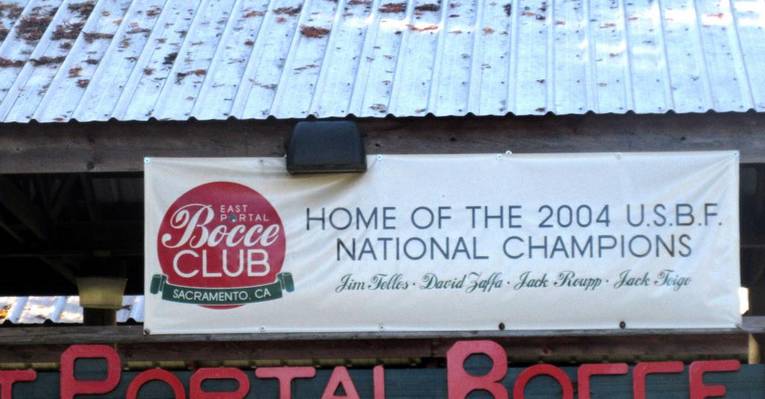 EAST
PORTAL
Bocce
CLUB
SACRAMENTO, CA
HOME OF THE 2004 U.S.B.F.
NATIONAL CHAMPIONS
Jim Telles · David Zaffa · Jack Roupp · Jack Toigo
T PORTAL BOCCE